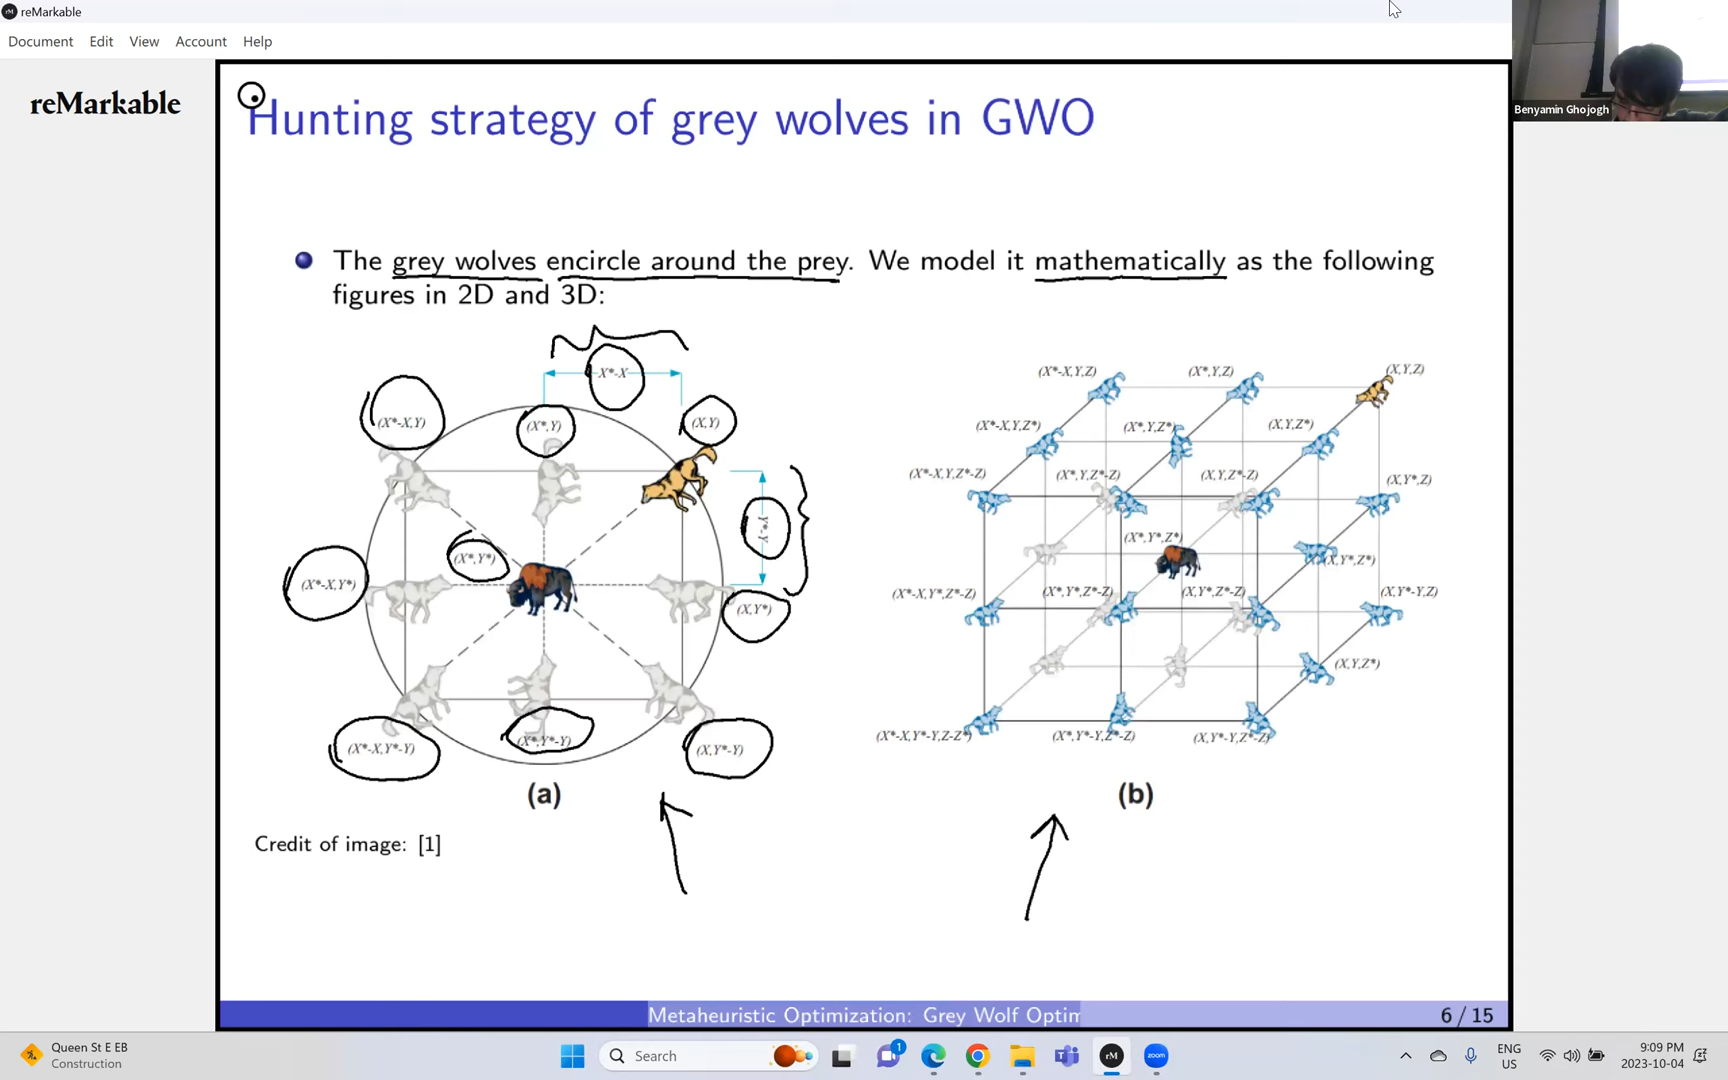 reMarkable
Document Edit View Account Help
reMarkable
Benyamin Ghojogh
Hunting strategy of grey wolves in GWO
The grey wolves encircle around the prey. We model it mathematically as the following
figures in 2D and 3D:
X*-X
(X*-X,Y)
(X*,Y)
(X,Y)
Y*-Y
(X*,Y*)
(X*-X,Y*)
(X,Y*)
(X*-X,Y*-Y)
(X*,Y*-Y)
(X,Y*-Y)
(a)
(X*-X,Y,Z)
(X*,Y,Z)
(X,Y,Z)
(X*-X,Y,Z*)
(X*,Y,Z*)
(X,Y,Z*)
(X*-X,Y,Z*-Z)
(X*,Y,Z*-Z)
(X,Y,Z*-Z)
(X,Y*,Z)
(X*,Y*,Z*)
(X,Y*,Z*)
(X*-X,Y*,Z*-Z)
(X*,Y*,Z*-Z)
(X,Y*,Z*-Z)
(X,Y*-Y,Z)
(X,Y,Z*)
(X*-X,Y*-Y,Z-Z*)
(X*,Y*-Y,Z*-Z)
(X,Y*-Y,Z*-Z)
(b)
Credit of image: [1]
Metaheuristic Optimization: Grey Wolf Optim
6 / 15
Queen St E EB
Construction
Search
1
rM
zoom
ENG
US
9:09 PM
2023-10-04